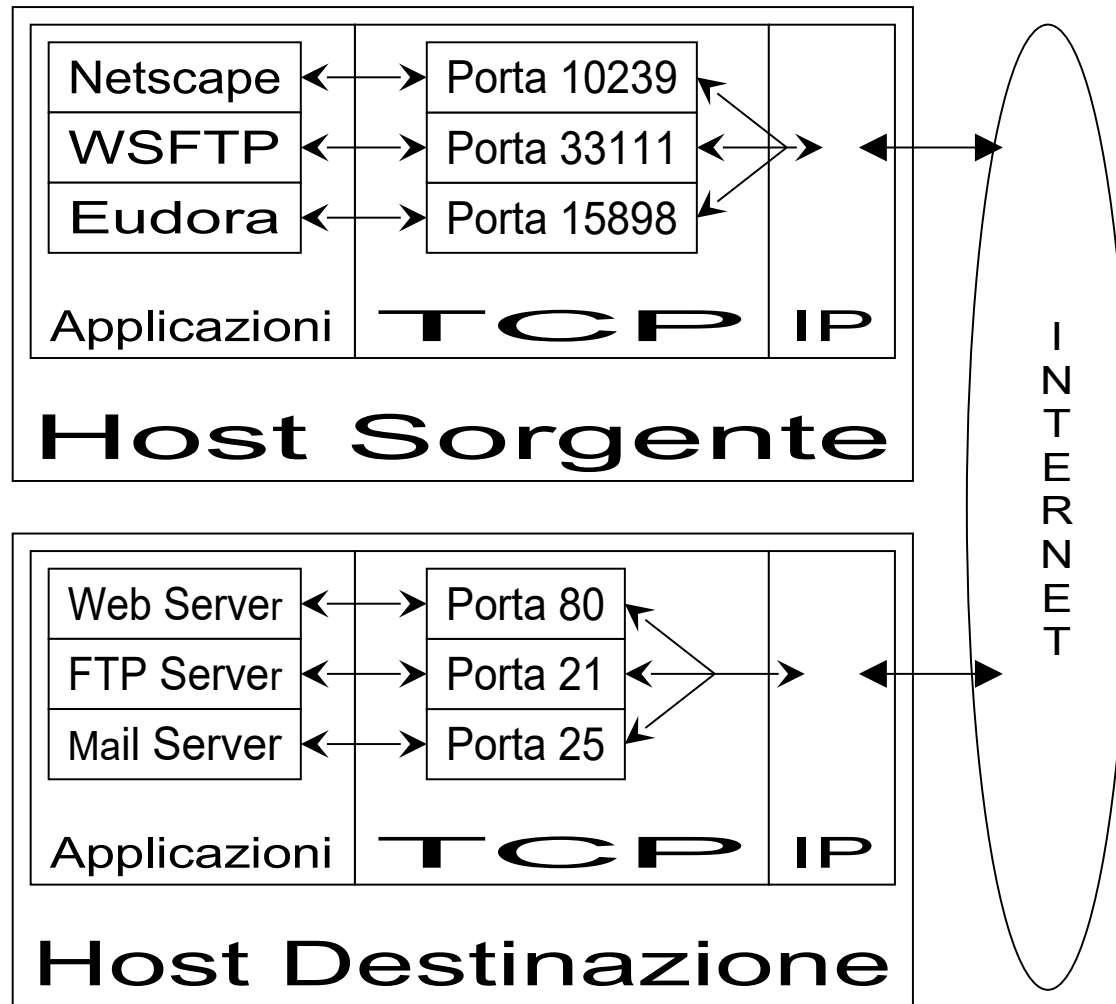 Netscape
Porta 10239
WSFTP
Porta 33111
Eudora
Porta 15898
Applicazioni
TCP
IP
Host Sorgente
Web Server
Porta 80
FTP Server
Porta 21
Mail Server
Porta 25
Applicazioni
TCP
IP
Host Destinazione
I
N
T
E
R
N
E
T